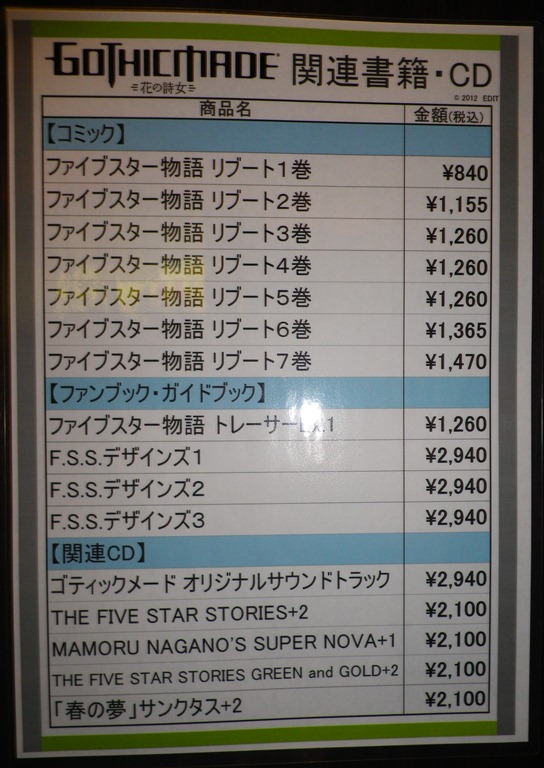 GOTHICMADE 関連書籍・CD
花の詩女
© 2012 EDIT
商品名 金額(税込)
【コミック】
ファイブスター物語 リブート1巻 ¥840
ファイブスター物語 リブート2巻 ¥1,155
ファイブスター物語 リブート3巻 ¥1,260
ファイブスター物語 リブート4巻 ¥1,260
ファイブスター物語 リブート5巻 ¥1,260
ファイブスター物語 リブート6巻 ¥1,365
ファイブスター物語 リブート7巻 ¥1,470
【ファンブック・ガイドブック】
ファイブスター物語 トレーサー ¥1,260
F.S.S.デザインズ1 ¥2,940
F.S.S.デザインズ2 ¥2,940
F.S.S.デザインズ3 ¥2,940
【関連CD】
ゴティックメード オリジナルサウンドトラック ¥2,940
THE FIVE STAR STORIES+2 ¥2,100
MAMORU NAGANO'S SUPER NOVA+1 ¥2,100
THE FIVE STAR STORIES GREEN and GOLD+2 ¥2,100
「春の夢」サンクタス+2 ¥2,100